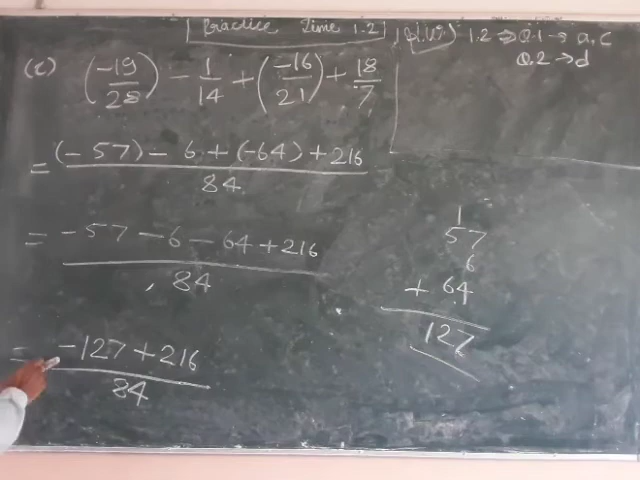 Practice Time 1.2
(H.W) 1.2 → Q.1 → a, c
Q.2 → d
(c) (-19/28) - 1/14 + (-16/21) + 18/7
= (-57) - 6 + (-64) + 216 / 84
= -57 - 6 - 64 + 216 / 84
= -127 + 216 / 84
1
57
6
+ 64
127